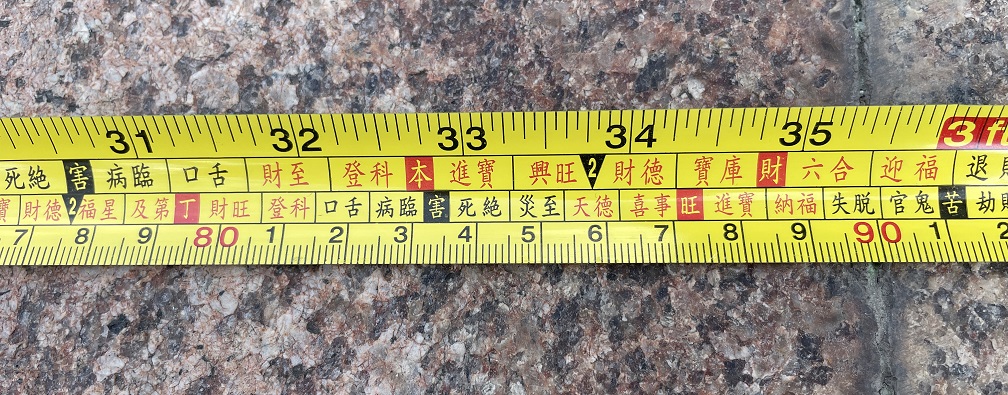 31 32 33 34 35 3 ft
死絶 害 病臨 口舌 財至 登科 本 進寶 興旺 2 財德 寶庫 財 六合 迎福 退
寶 財德 2 福星 及第 丁 財旺 登科 口舌 病臨 害 死絶 災至 天德 喜事 旺 進寶 納福 失脱 官鬼 苦 劫財
7 8 9 80 1 2 3 4 5 6 7 8 9 90 1 2